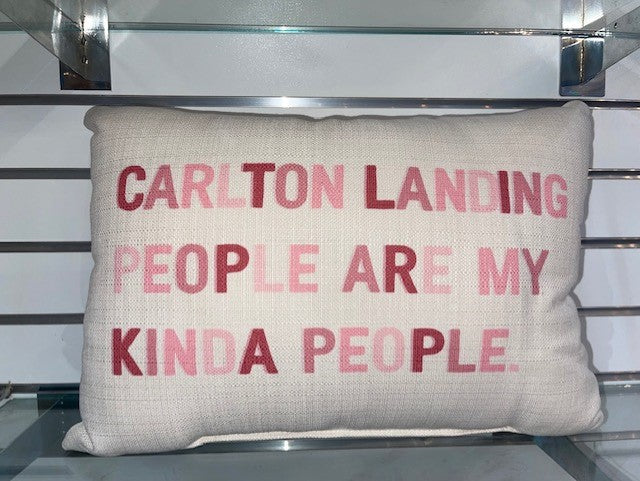 CARLTON LANDING
PEOPLE ARE MY
KINDA PEOPLE.